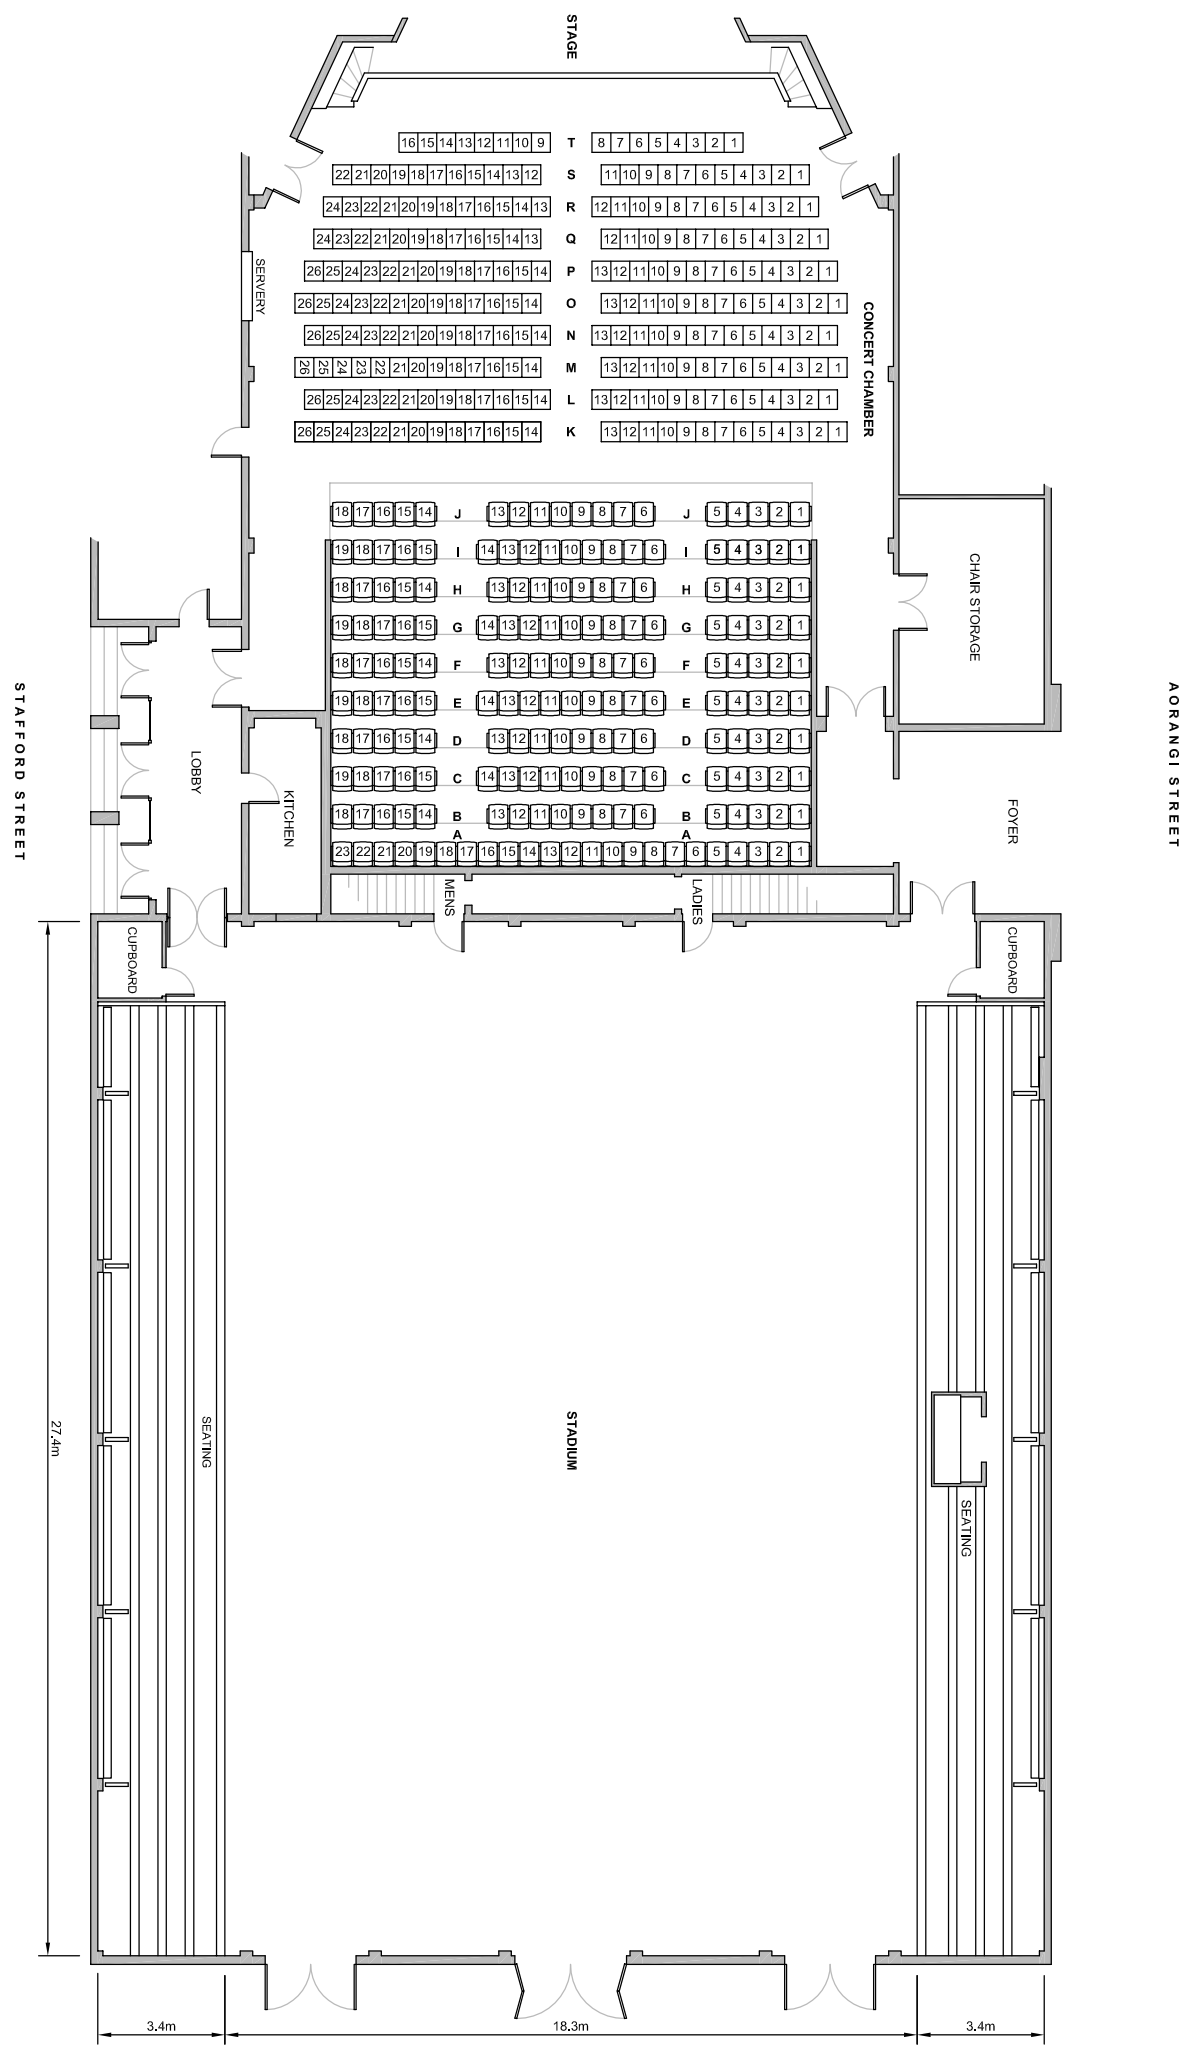 STAGE
16 15 14 13 12 11 10 9 T 8 7 6 5 4 3 2 1
22 21 20 19 18 17 16 15 14 13 12 S 11 10 9 8 7 6 5 4 3 2 1
24 23 22 21 20 19 18 17 16 15 14 13 R 12 11 10 9 8 7 6 5 4 3 2 1
24 23 22 21 20 19 18 17 16 15 14 13 Q 12 11 10 9 8 7 6 5 4 3 2 1
26 25 24 23 22 21 20 19 18 17 16 15 14 P 13 12 11 10 9 8 7 6 5 4 3 2 1
SERVERY
26 25 24 23 22 21 20 19 18 17 16 15 14 O 13 12 11 10 9 8 7 6 5 4 3 2 1
26 25 24 23 22 21 20 19 18 17 16 15 14 N 13 12 11 10 9 8 7 6 5 4 3 2 1
CONCERT CHAMBER
26 25 24 23 22 21 20 19 18 17 16 15 14 M 13 12 11 10 9 8 7 6 5 4 3 2 1
26 25 24 23 22 21 20 19 18 17 16 15 14 L 13 12 11 10 9 8 7 6 5 4 3 2 1
26 25 24 23 22 21 20 19 18 17 16 15 14 K 13 12 11 10 9 8 7 6 5 4 3 2 1
18 17 16 15 14 J 13 12 11 10 9 8 7 6 J 5 4 3 2 1
19 18 17 16 15 I 14 13 12 11 10 9 8 7 6 I 5 4 3 2 1
18 17 16 15 14 H 13 12 11 10 9 8 7 6 H 5 4 3 2 1
CHAIR STORAGE
19 18 17 16 15 G 14 13 12 11 10 9 8 7 6 G 5 4 3 2 1
18 17 16 15 14 F 13 12 11 10 9 8 7 6 F 5 4 3 2 1
19 18 17 16 15 E 14 13 12 11 10 9 8 7 6 E 5 4 3 2 1
18 17 16 15 14 D 13 12 11 10 9 8 7 6 D 5 4 3 2 1
19 18 17 16 15 C 14 13 12 11 10 9 8 7 6 C 5 4 3 2 1
18 17 16 15 14 B 13 12 11 10 9 8 7 6 B 5 4 3 2 1
A A
23 22 21 20 19 18 17 16 15 14 13 12 11 10 9 8 7 6 5 4 3 2 1
STAFFORD STREET
AORANGI STREET
LOBBY
KITCHEN
FOYER
MENS
LADIES
CUPBOARD
CUPBOARD
SEATING
STADIUM
SEATING
27.4m
3.4m
18.3m
3.4m